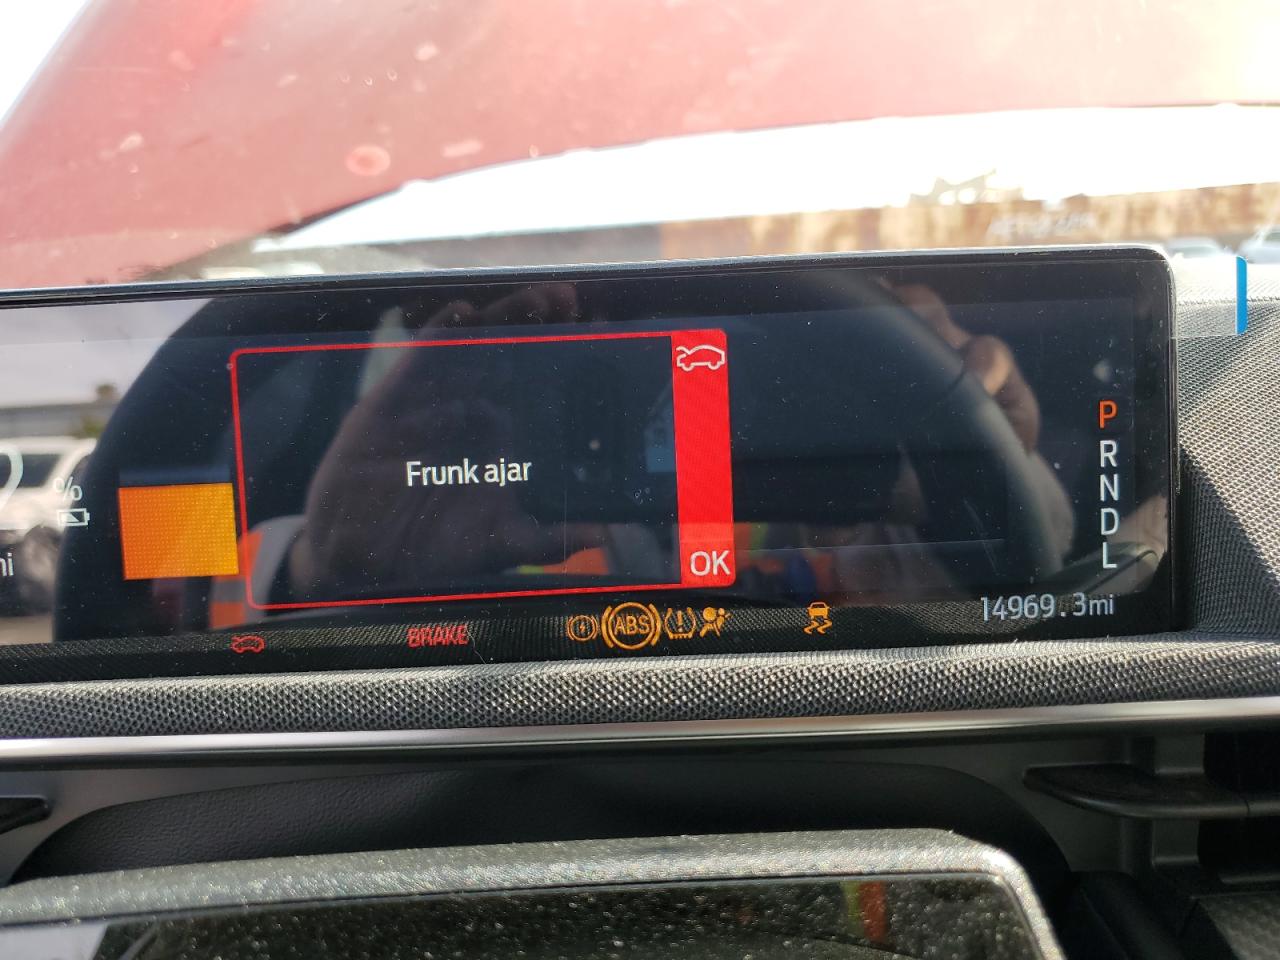 Frunk ajar
OK
%
mi
P
R
N
D
L
14969.3mi
BRAKE
ABS